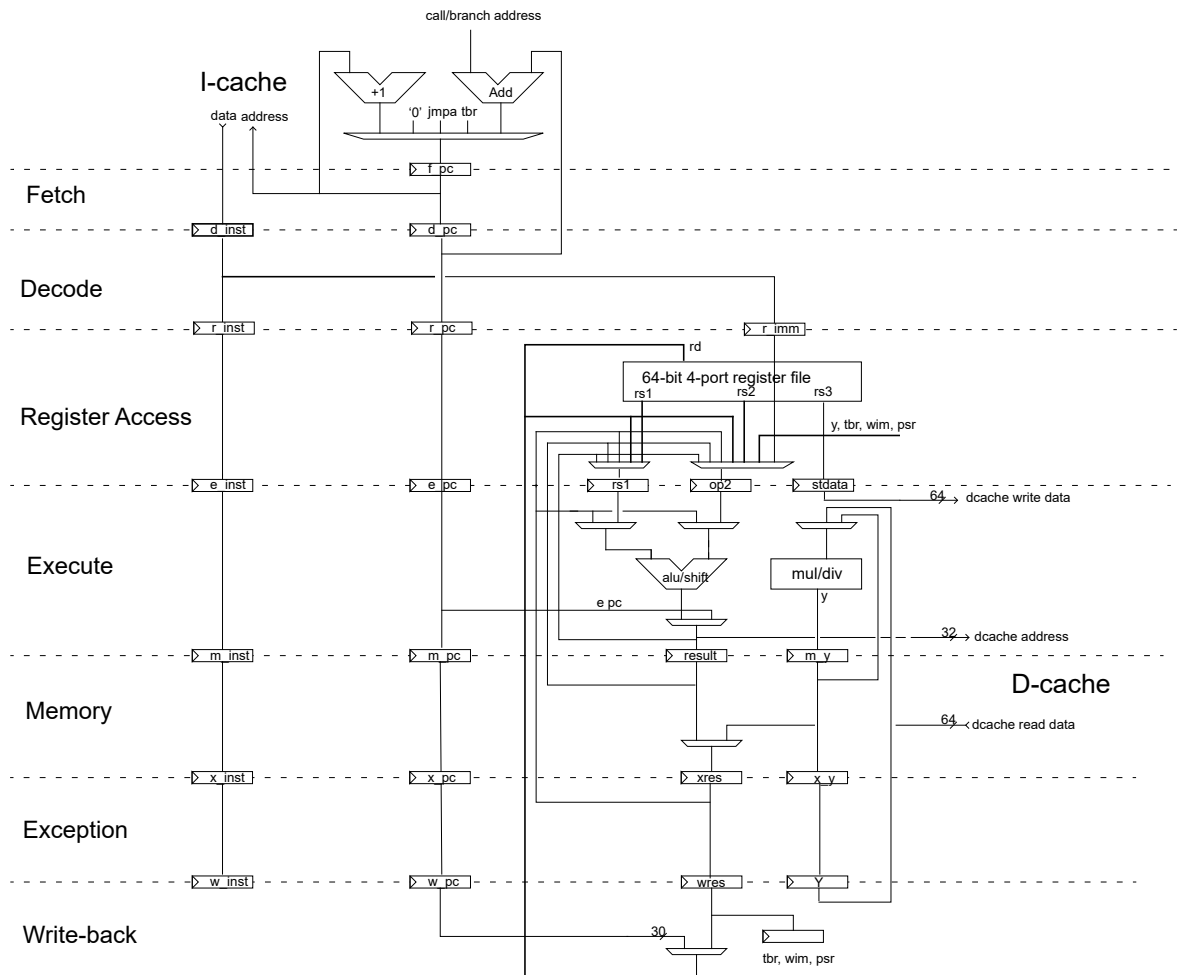 call/branch address
I-cache
+1
Add
data address
'0' jmpa tbr
f_pc
Fetch
d_inst
d_pc
Decode
r_inst
r_pc
r_imm
rd
64-bit 4-port register file
rs1
rs2
rs3
Register Access
y, tbr, wim, psr
e_inst
e_pc
rs1
op2
stdata
64
dcache write data
Execute
alu/shift
mul/div
y
e pc
32
dcache address
m_inst
m_pc
result
m_y
D-cache
Memory
64
dcache read data
x_inst
x_pc
xres
x_y
Exception
w_inst
w_pc
wres
Y
Write-back
30
tbr, wim, psr